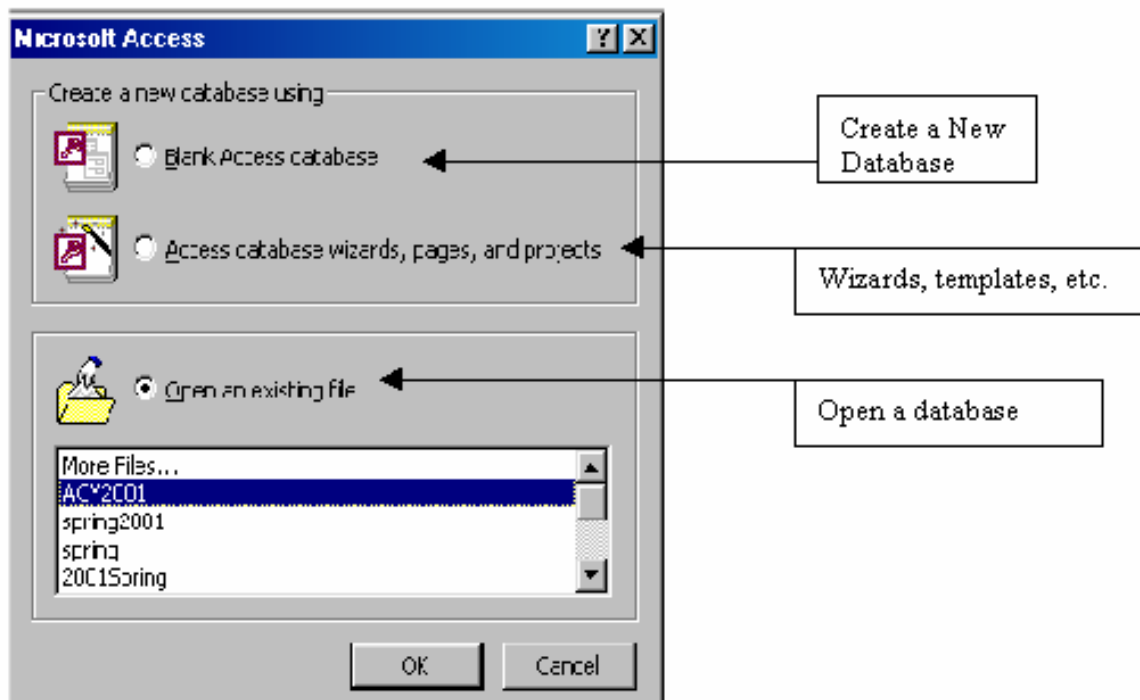 Microsoft Access
Create a new database using
Blank Access database
Access database wizards, pages, and projects
Open an existing file
More Files...
ACY2001
spring2001
spring
2001Spring
OK
Cancel
Create a New
Database
Wizards, templates, etc.
Open a database